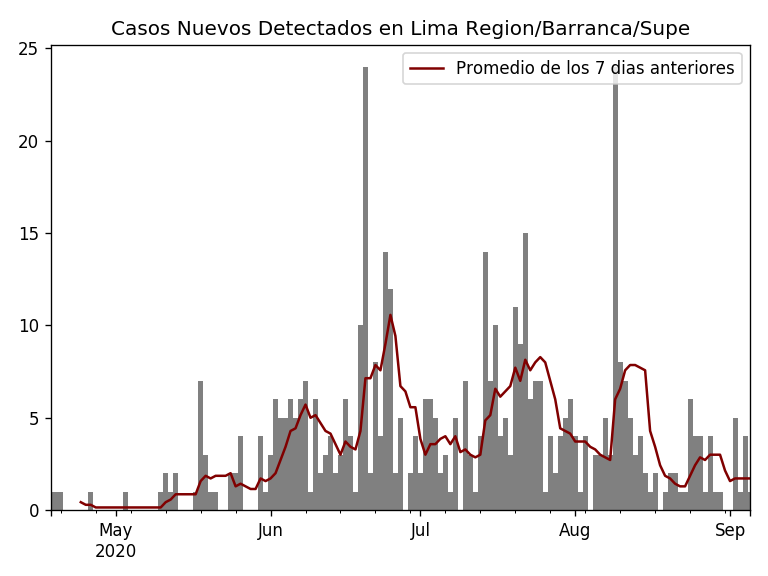 Casos Nuevos Detectados en Lima Region/Barranca/Supe
Promedio de los 7 dias anteriores
25
20
15
10
5
0
May Jun Jul Aug Sep
2020